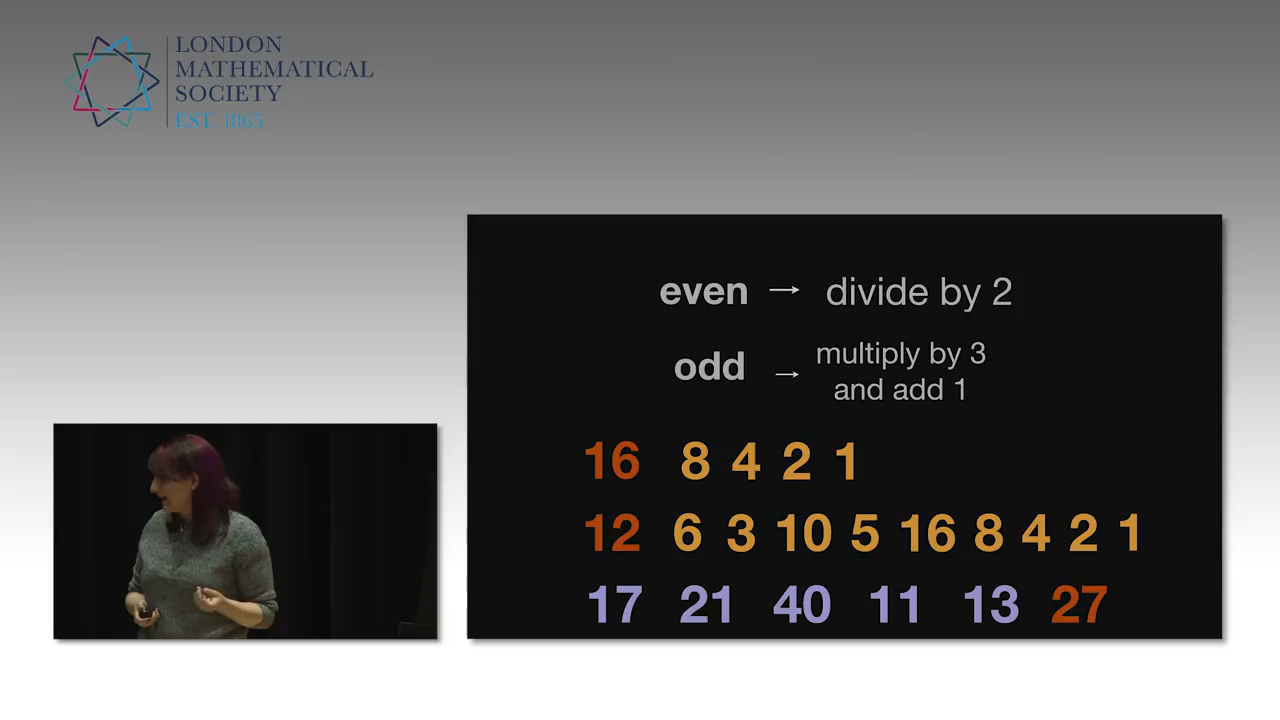 LONDON
MATHEMATICAL
SOCIETY
EST. 1865
even → divide by 2
odd → multiply by 3
and add 1
16 8 4 2 1
12 6 3 10 5 16 8 4 2 1
17 21 40 11 13 27